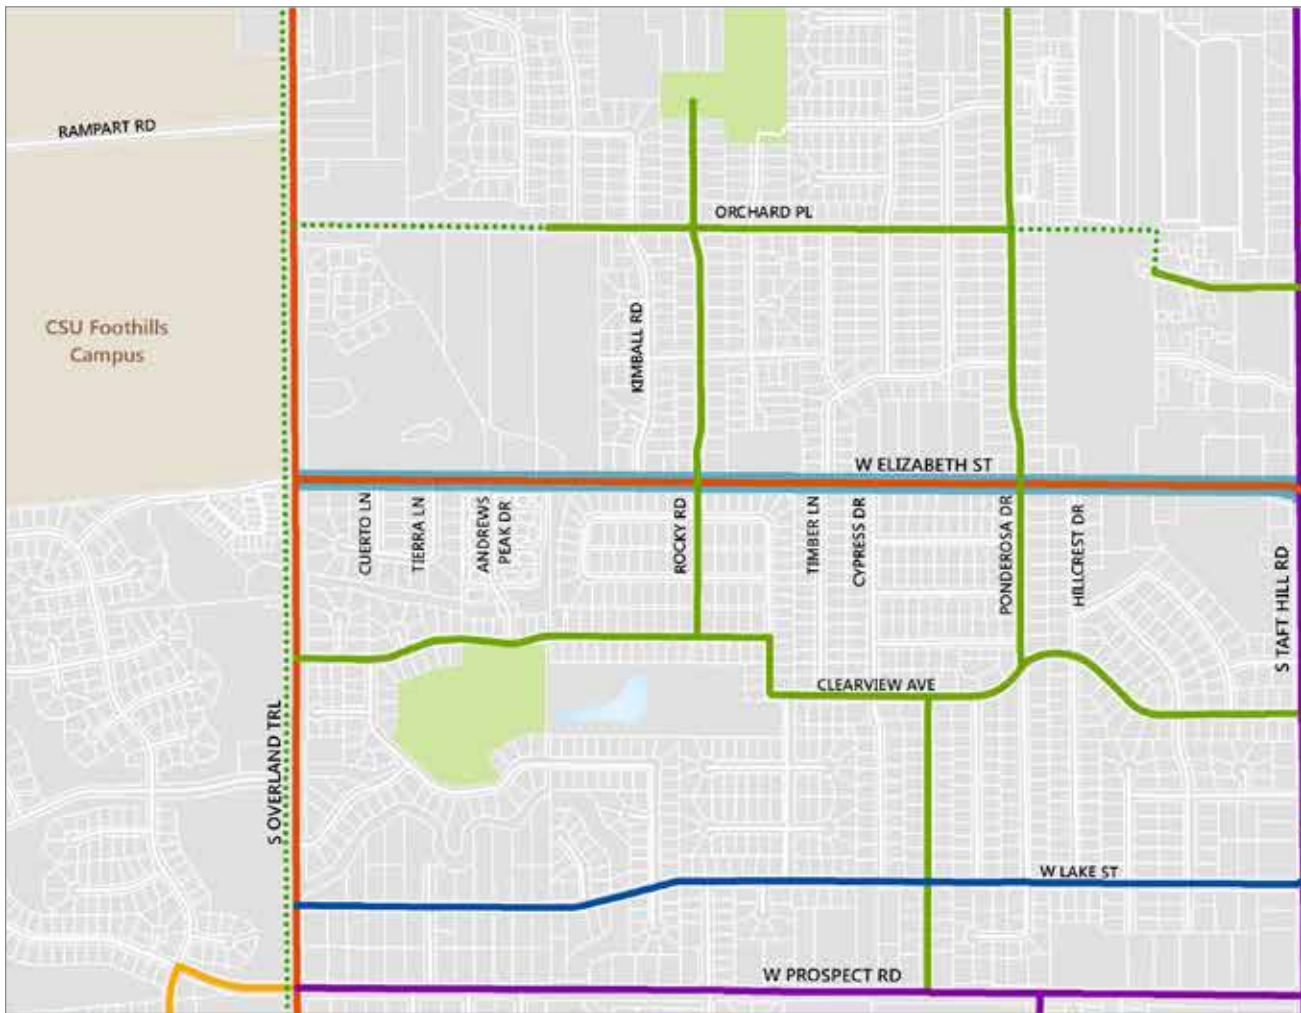 RAMPART RD
ORCHARD PL
CSU Foothills
Campus
KIMBALL RD
W ELIZABETH ST
CUERTO LN
TIERRA LN
ANDREWS
PEAK DR
ROCKY RD
TIMBER LN
CYPRESS DR
PONDEROSA DR
HILLCREST DR
S TAFT HILL RD
CLEARVIEW AVE
S OVERLAND TRL
W LAKE ST
W PROSPECT RD